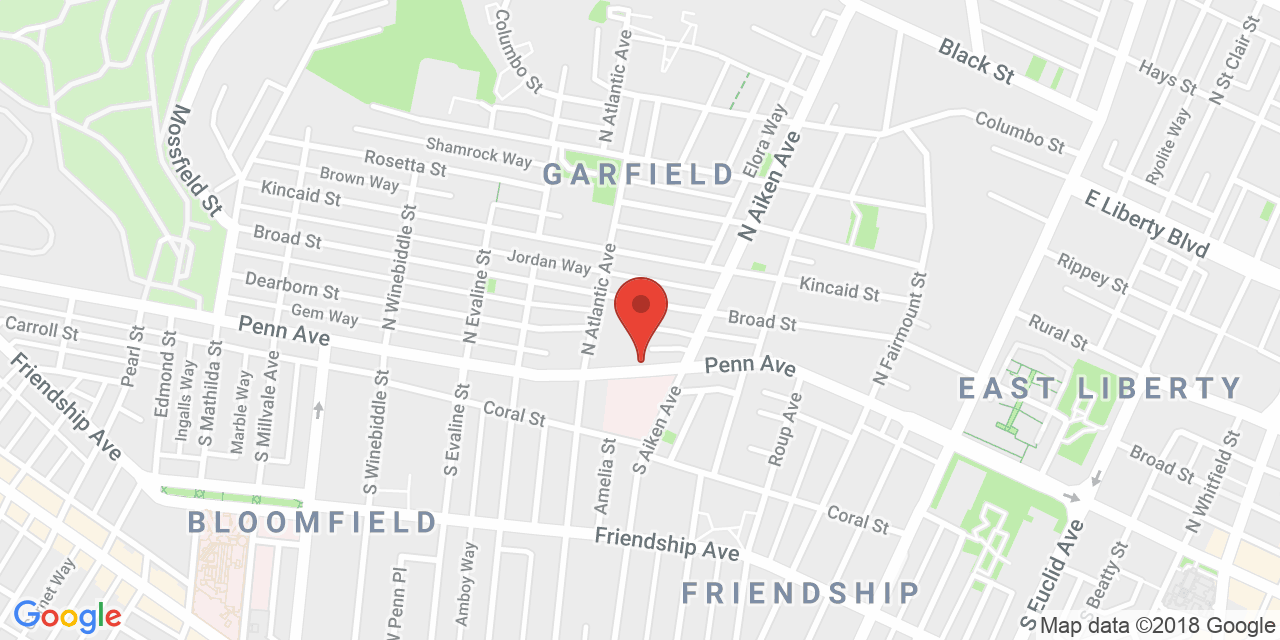 Columbo St
N Atlantic Ave
Black St
Hays St
N St Clair St
Mossfield St
Shamrock Way
Rosetta St
Brown Way
Kincaid St
GARFIELD
Elora Way
N Aiken Ave
Columbo St
Ryolite Way
E Liberty Blvd
Broad St
N Winebiddle St
N Evaline St
Jordan Way
N Atlantic Ave
Kincaid St
Rippey St
Dearborn St
Gem Way
Broad St
N Fairmount St
Rural St
Carroll St
Penn Ave
Penn Ave
EAST LIBERTY
Pearl St
Edmond St
Ingalls Way
S Mathilda St
Marble Way
S Millvale Ave
S Winebiddle St
S Evaline St
Coral St
Amelia St
S Aiken Ave
Roup Ave
Broad St
N Whitfield St
Friendship Ave
BLOOMFIELD
Friendship Ave
Coral St
FRIENDSHIP
S Euclid Ave
S Beatty St
net Way
W Penn Pl
Amboy Way
Google
Map data ©2018 Google